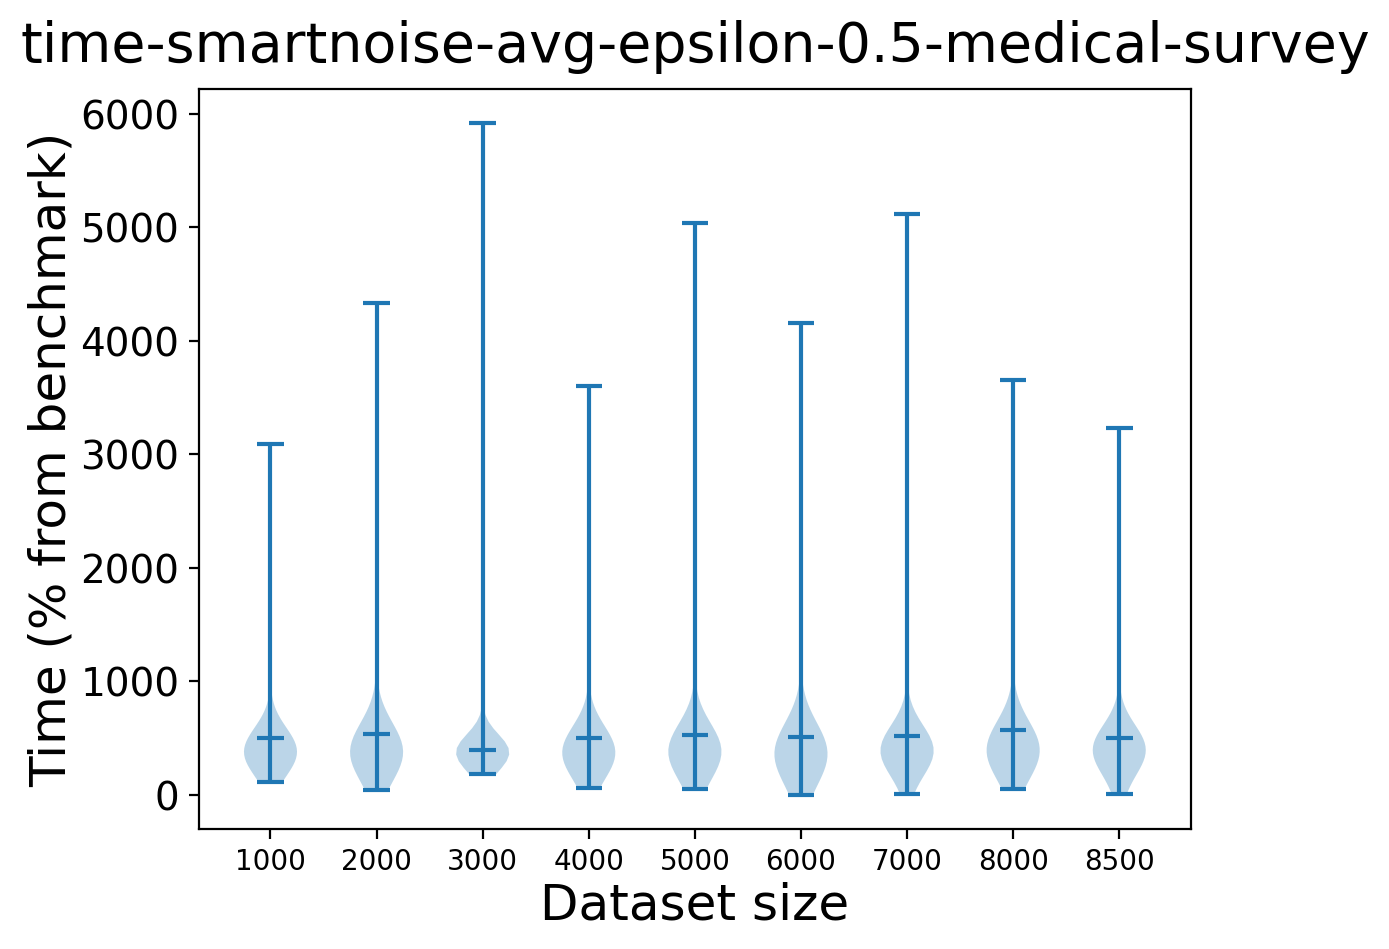 time-smartnoise-avg-epsilon-0.5-medical-survey
Time (% from benchmark)
6000
5000
4000
3000
2000
1000
0
1000 2000 3000 4000 5000 6000 7000 8000 8500
Dataset size